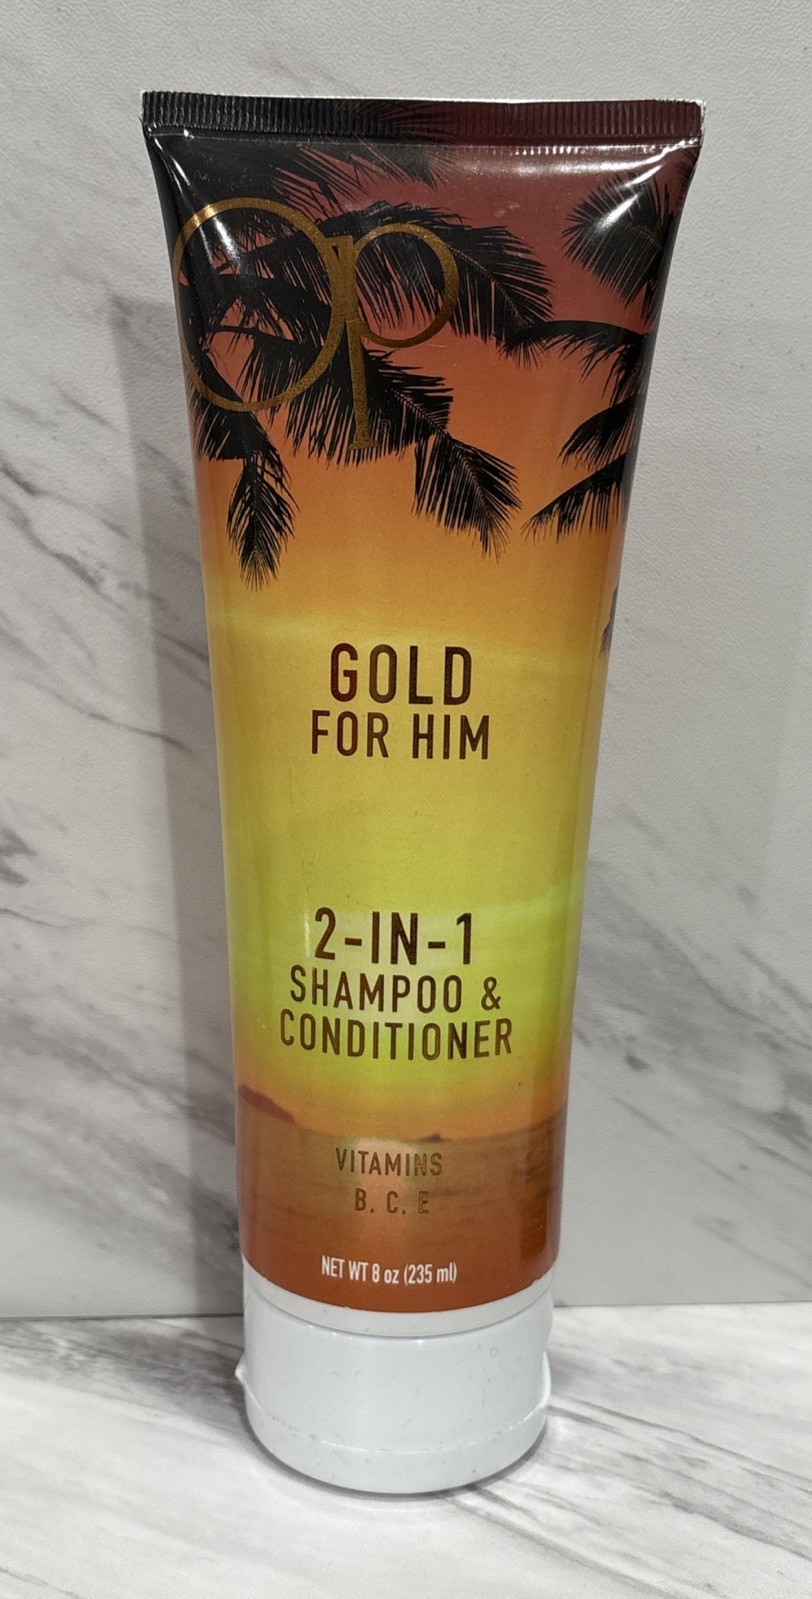 Op
GOLD
FOR HIM
2-IN-1
SHAMPOO &
CONDITIONER
VITAMINS
B, C, E
NET WT 8 oz (235 ml)